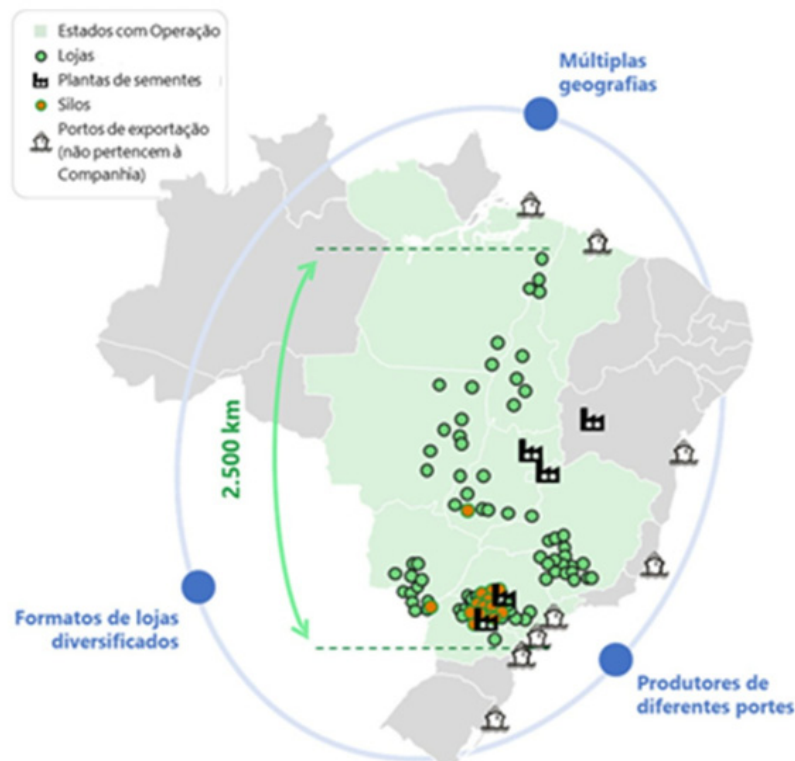 Estados com Operação
Lojas
Plantas de sementes
Silos
Portos de exportação
(não pertencem à
Companhia)
Múltiplas
geografias
2.500 km
Formatos de lojas
diversificados
Produtores de
diferentes portes